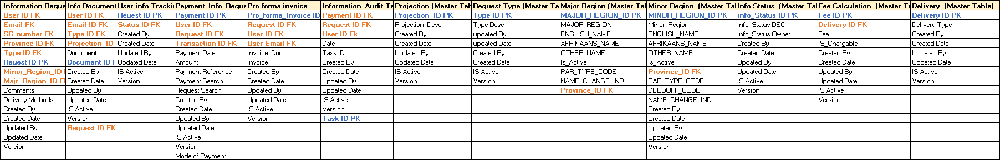 Information Reque Info Document User info Tracki Payment_Info_Reque Pro forma invoice Information_Audit Ta Projection (Master Tab Request Type (Master Tab Major Region (Master Tab Minor Region (Master Tab Info Status (Master Tab Fee Calculation (Master Ta Delivery (Master Table)
User ID FK User ID FK Reuest ID PK Payment ID PK Pro_forma_Invoice ID Payment ID FK Projection ID PK Type ID PK MAJOR_REGION_ID PK MINOR_REGION_ID PK info_Status ID PK Fee ID PK Delivery ID PK
Email FK Email ID FK Status ID FK User ID FK Request ID FK Request ID FK Projection Desc Type Desc MAJOR_REGION Minor_Region info_Status DEC Delivery ID FK Delivery Type
SG number FK Type ID FK Created By Request ID FK User ID FK User ID Fk Created By updated By ENGLISH_NAME ENGLISH_NAME Info_Status Owner Fee Created By
Province ID FK Projection ID Created Date Transaction ID FK User Email FK Date Created Date updated Date AFRIKAANS_NAME AFRIKAANS_NAME Created By IS_Chargable Created Date
Type ID FK Document Updated By Payment Date Invoice Doc Task ID Updated By Created By OTHER_NAME OTHER_NAME Created Date Created By Updated By
Reuest ID PK Document ID P Updated Date Amount Invoice Created By Updated Date Created Date Is_Active Is_Active Updated By Created Date Updated Date
Minor_Region_ID Created By IS Active Payment Reference Created By Created Date IS Active IS Active PAR_TYPE_CODE Province_ID FK Updated Date Updated By IS Active
Majr_Region_ID F Created Date Version Payment Search Created Date Updated By Version Version NAME_CHANGE_IND PAR_TYPE_CODE IS Active Updated Date Version
Comments Updated By Request Search Updated By Updated Date Province_ID FK DEEDOFF_CODE Version IS Active
Delivery Methods Updated Date Created By Updated Date IS Active NAME_CHANGE_IND Version
Created By IS Active Created Date IS Active Version Created By
Created Date Version Updated By Version Task ID PK Created Date
Updated By Request ID FK Updated Date Updated By
Updated Date IS Active Updated Date
Version Version Version
Mode of Payment